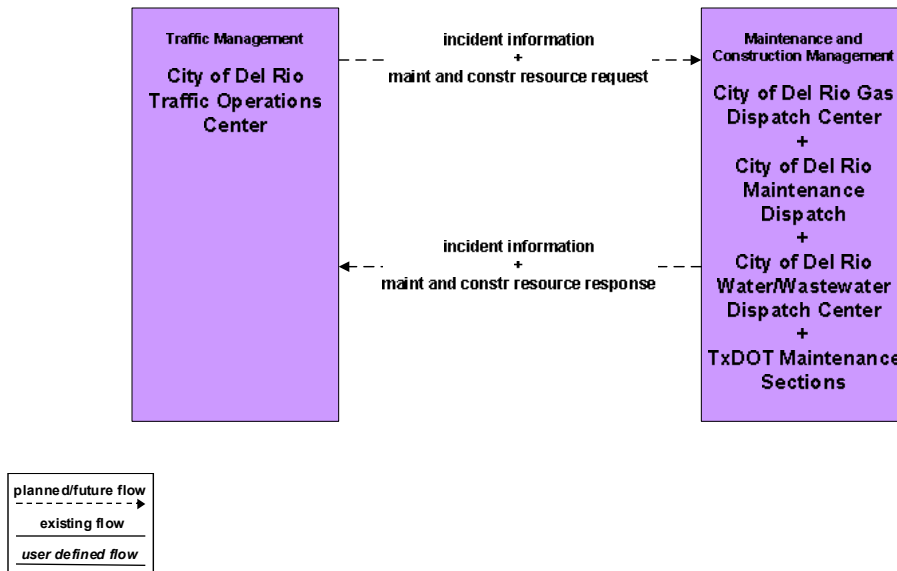 Traffic Management
City of Del Rio
Traffic Operations
Center
incident information
+
maint and constr resource request
incident information
+
maint and constr resource response
Maintenance and
Construction Management
City of Del Rio Gas
Dispatch Center
+
City of Del Rio
Maintenance
Dispatch
+
City of Del Rio
Water/Wastewater
Dispatch Center
+
TxDOT Maintenance
Sections
planned/future flow
existing flow
user defined flow